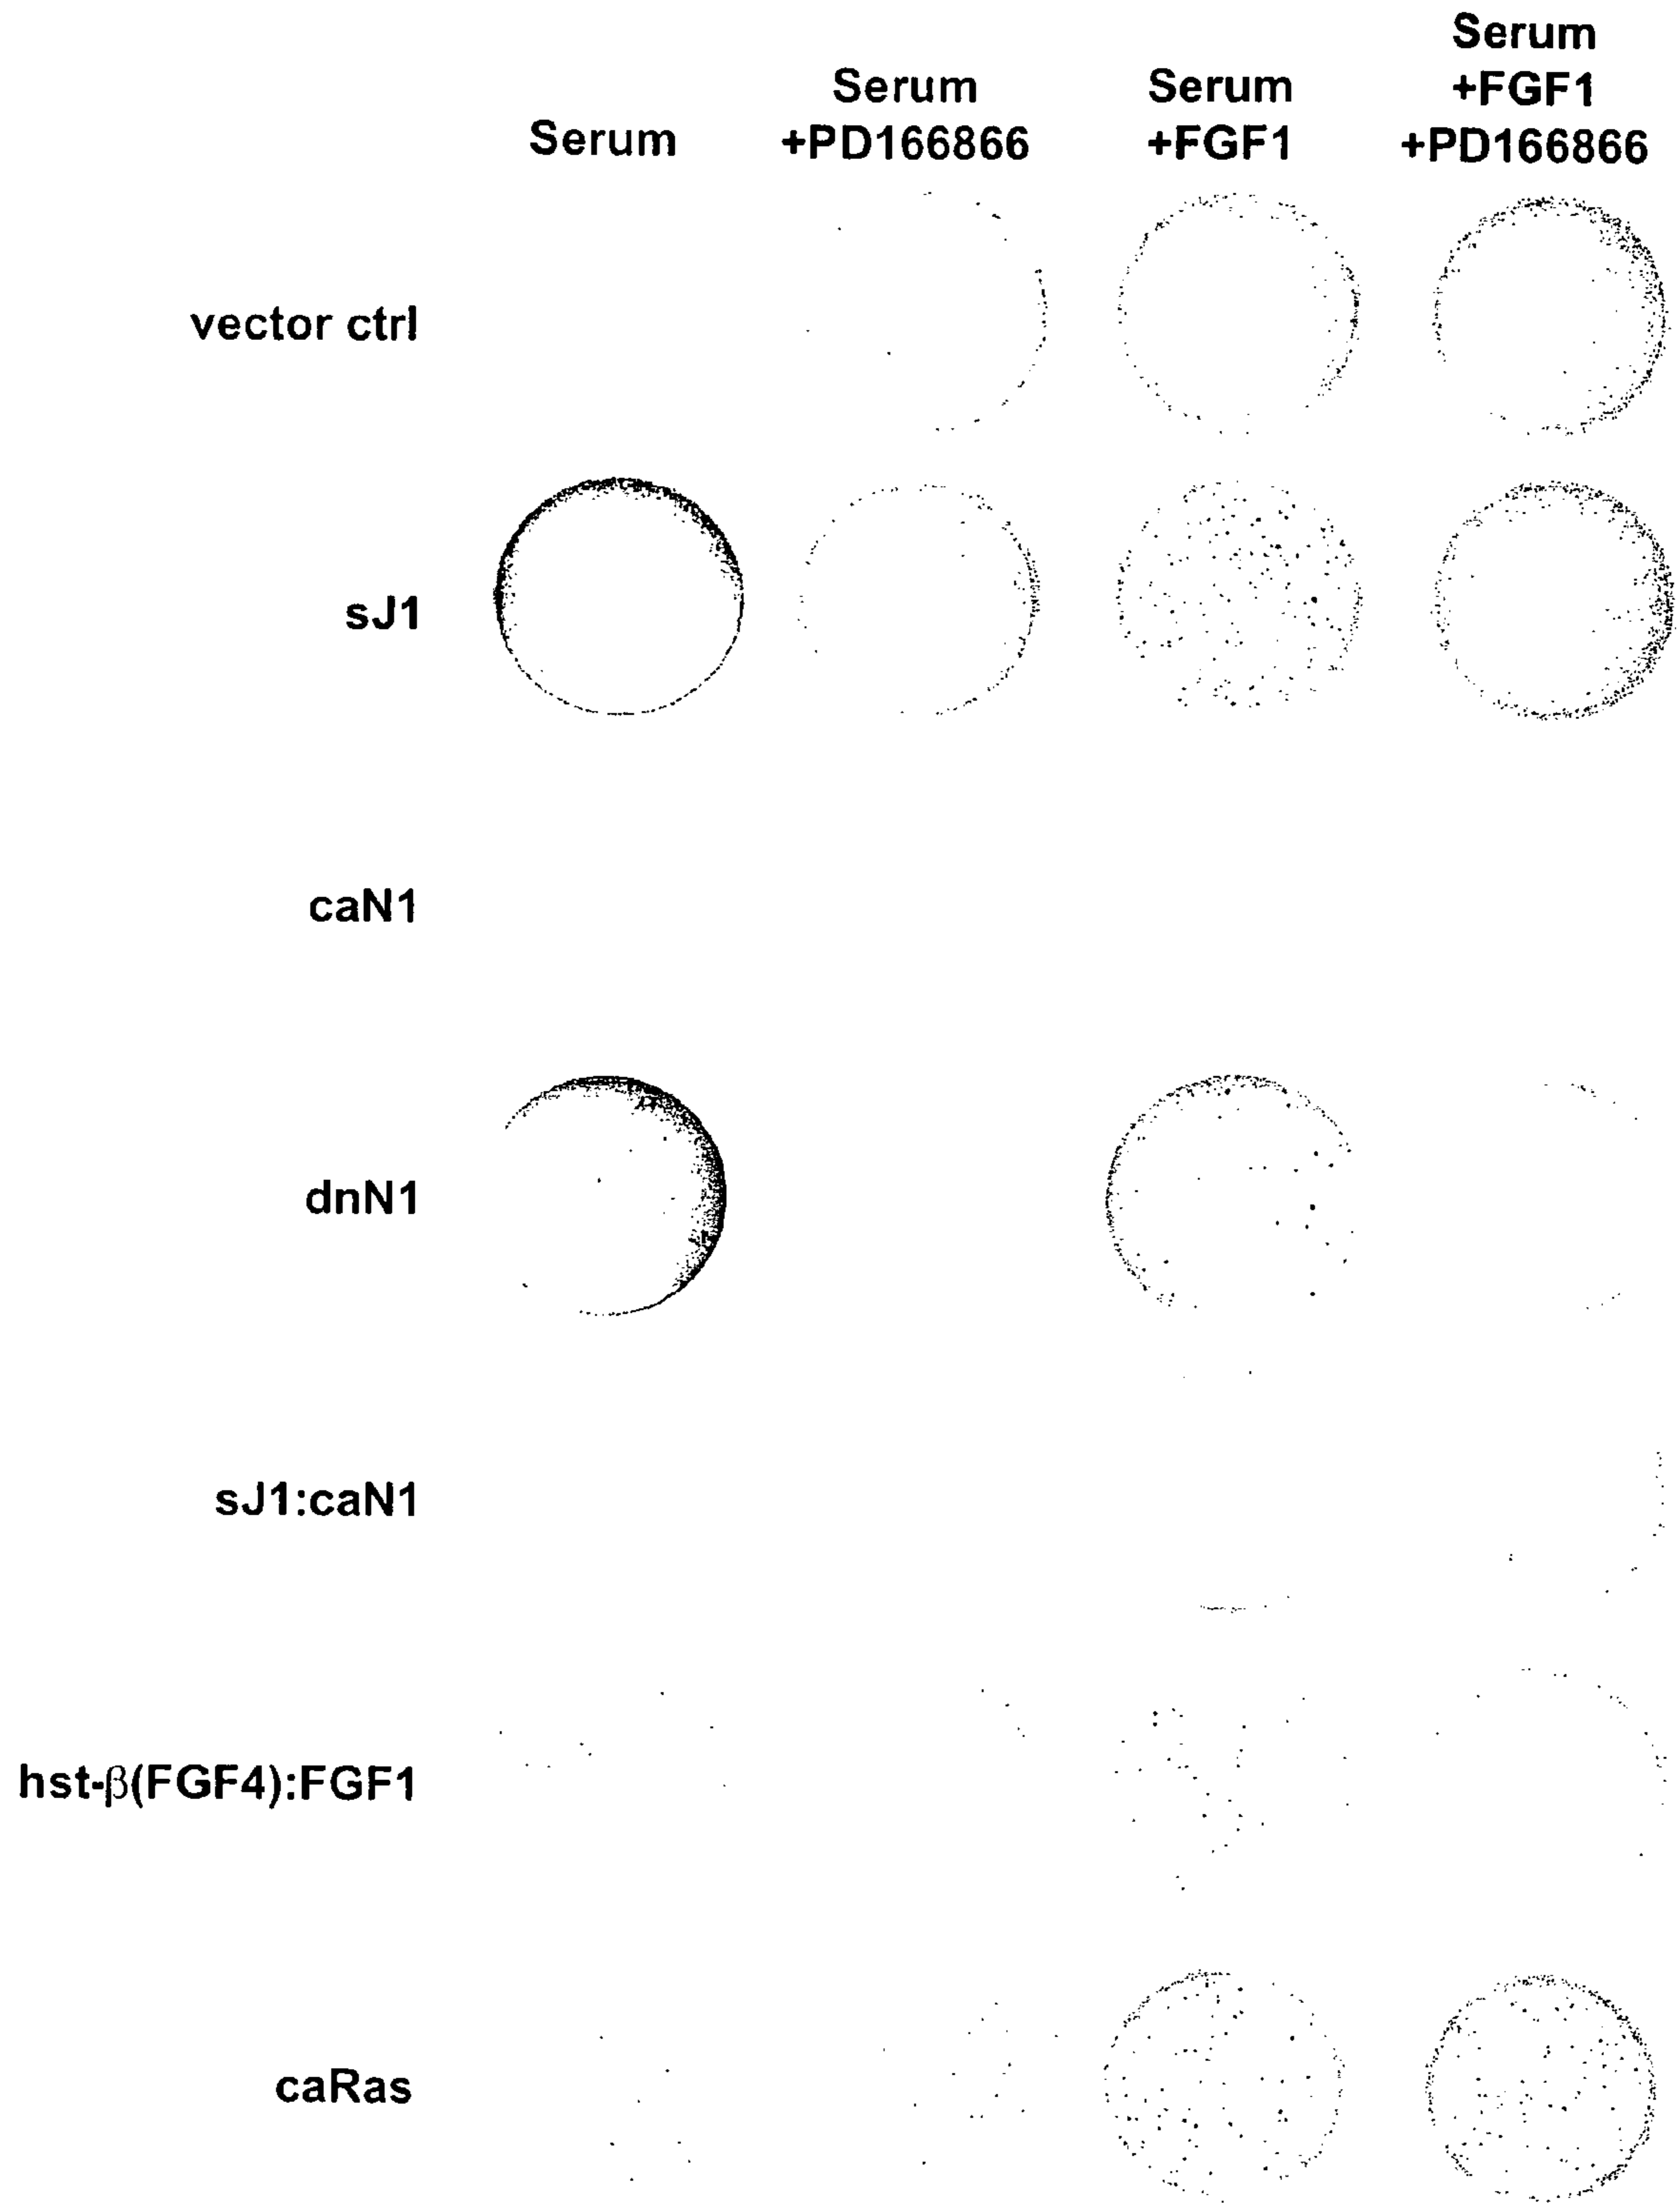 Serum
Serum
+PD166866
Serum
+FGF1
Serum
+FGF1
+PD166866
vector ctrl
sJ1
caN1
dnN1
sJ1:caN1
hst-β(FGF4):FGF1
caRas